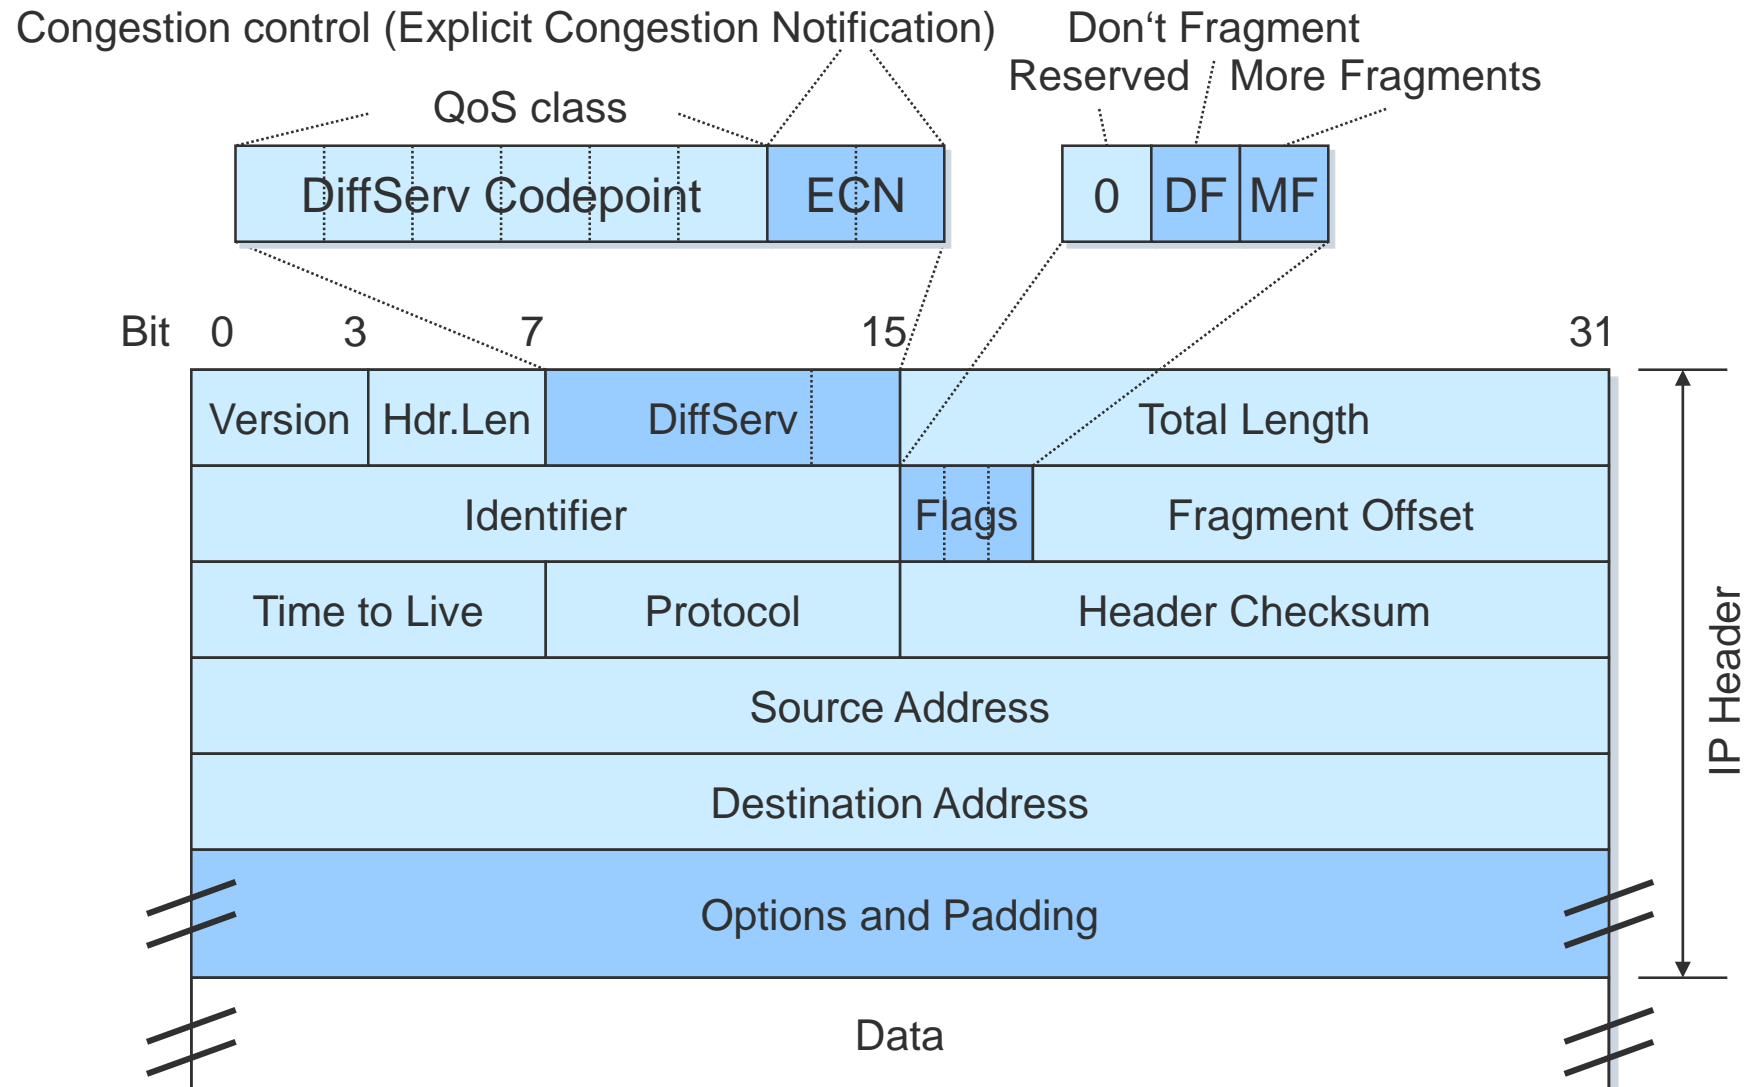 Congestion control (Explicit Congestion Notification) Don‘t Fragment
Reserved More Fragments
QoS class
DiffServ Codepoint ECN 0 DF MF
Bit 0 3 7 15 31
Version Hdr.Len DiffServ Total Length
Identifier Flags Fragment Offset
Time to Live Protocol Header Checksum
Source Address
Destination Address
Options and Padding
Data
IP Header